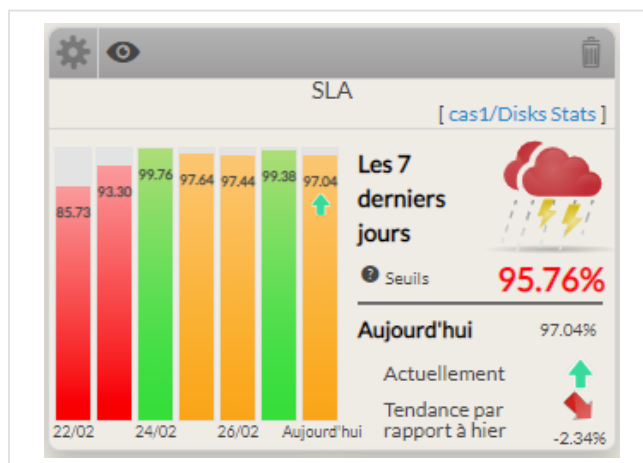 SLA
[ cas1/Disks Stats ]
85.73
93.30
99.76
97.64
97.44
99.38
97.04
22/02
24/02
26/02
Aujourd'hui
Les 7
derniers
jours
? Seuils
95.76%
Aujourd'hui 97.04%
Actuellement
Tendance par
rapport à hier -2.34%